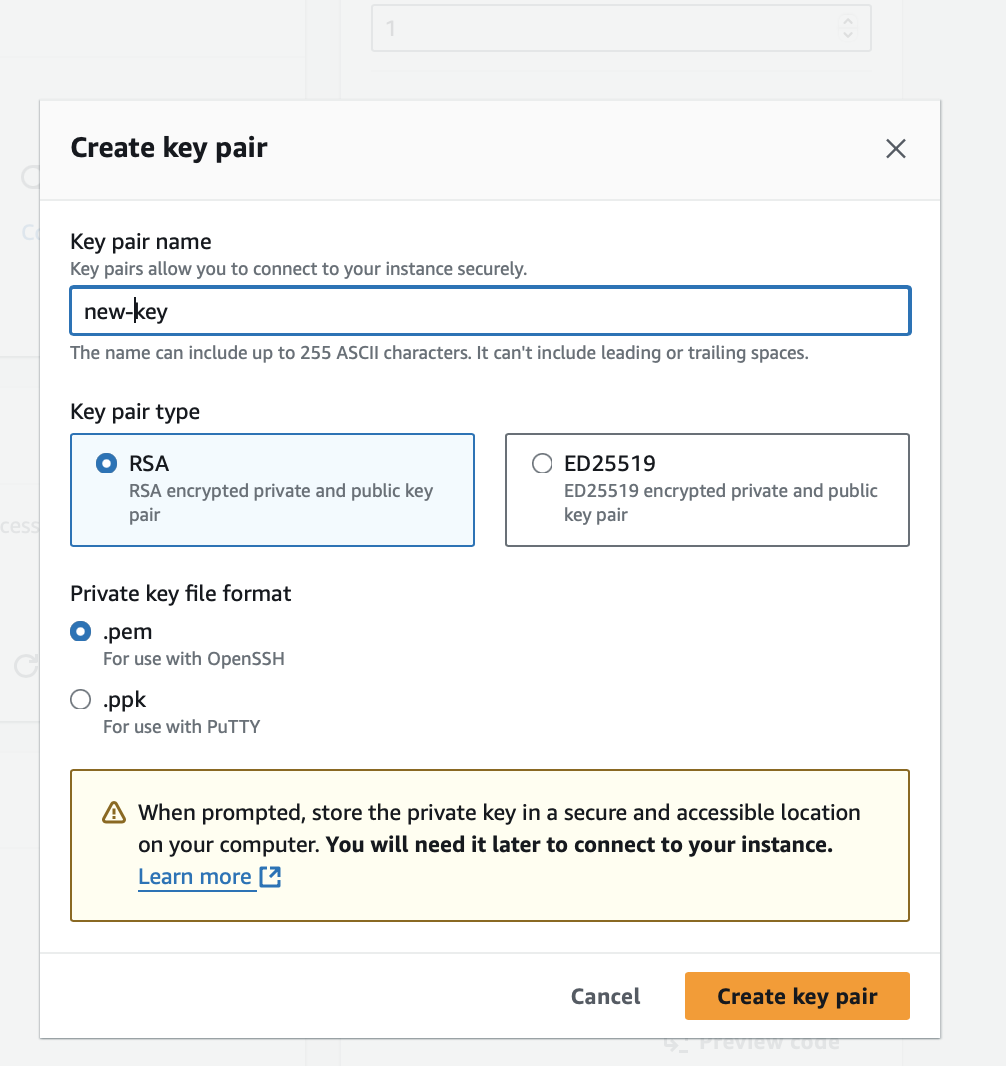 1
Create key pair
Key pair name
Key pairs allow you to connect to your instance securely.
new-key
The name can include up to 255 ASCII characters. It can't include leading or trailing spaces.
Key pair type
RSA
RSA encrypted private and public key
pair
ED25519
ED25519 encrypted private and public
key pair
Private key file format
.pem
For use with OpenSSH
.ppk
For use with PuTTY
When prompted, store the private key in a secure and accessible location
on your computer. You will need it later to connect to your instance.
Learn more
Cancel
Create key pair
Preview code